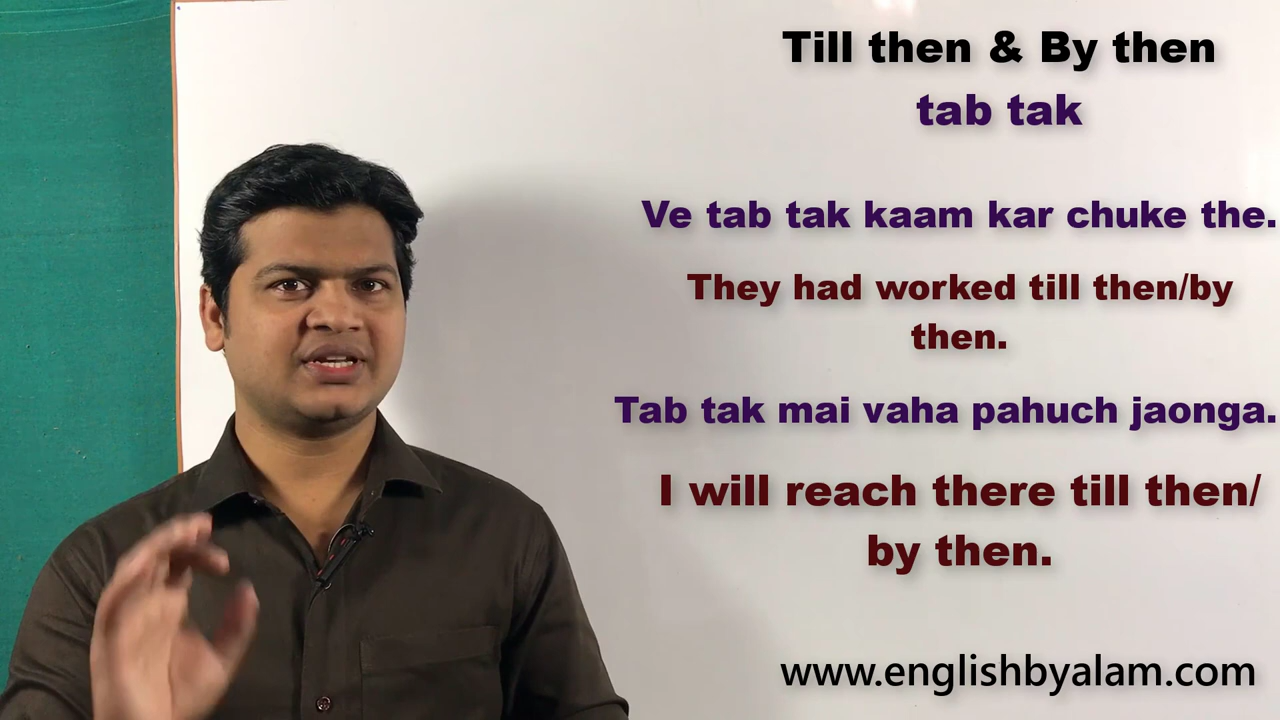 Till then & By then
tab tak
Ve tab tak kaam kar chuke the.
They had worked till then/by
then.
Tab tak mai vaha pahuch jaonga.
I will reach there till then/
by then.
www.englishbyalam.com